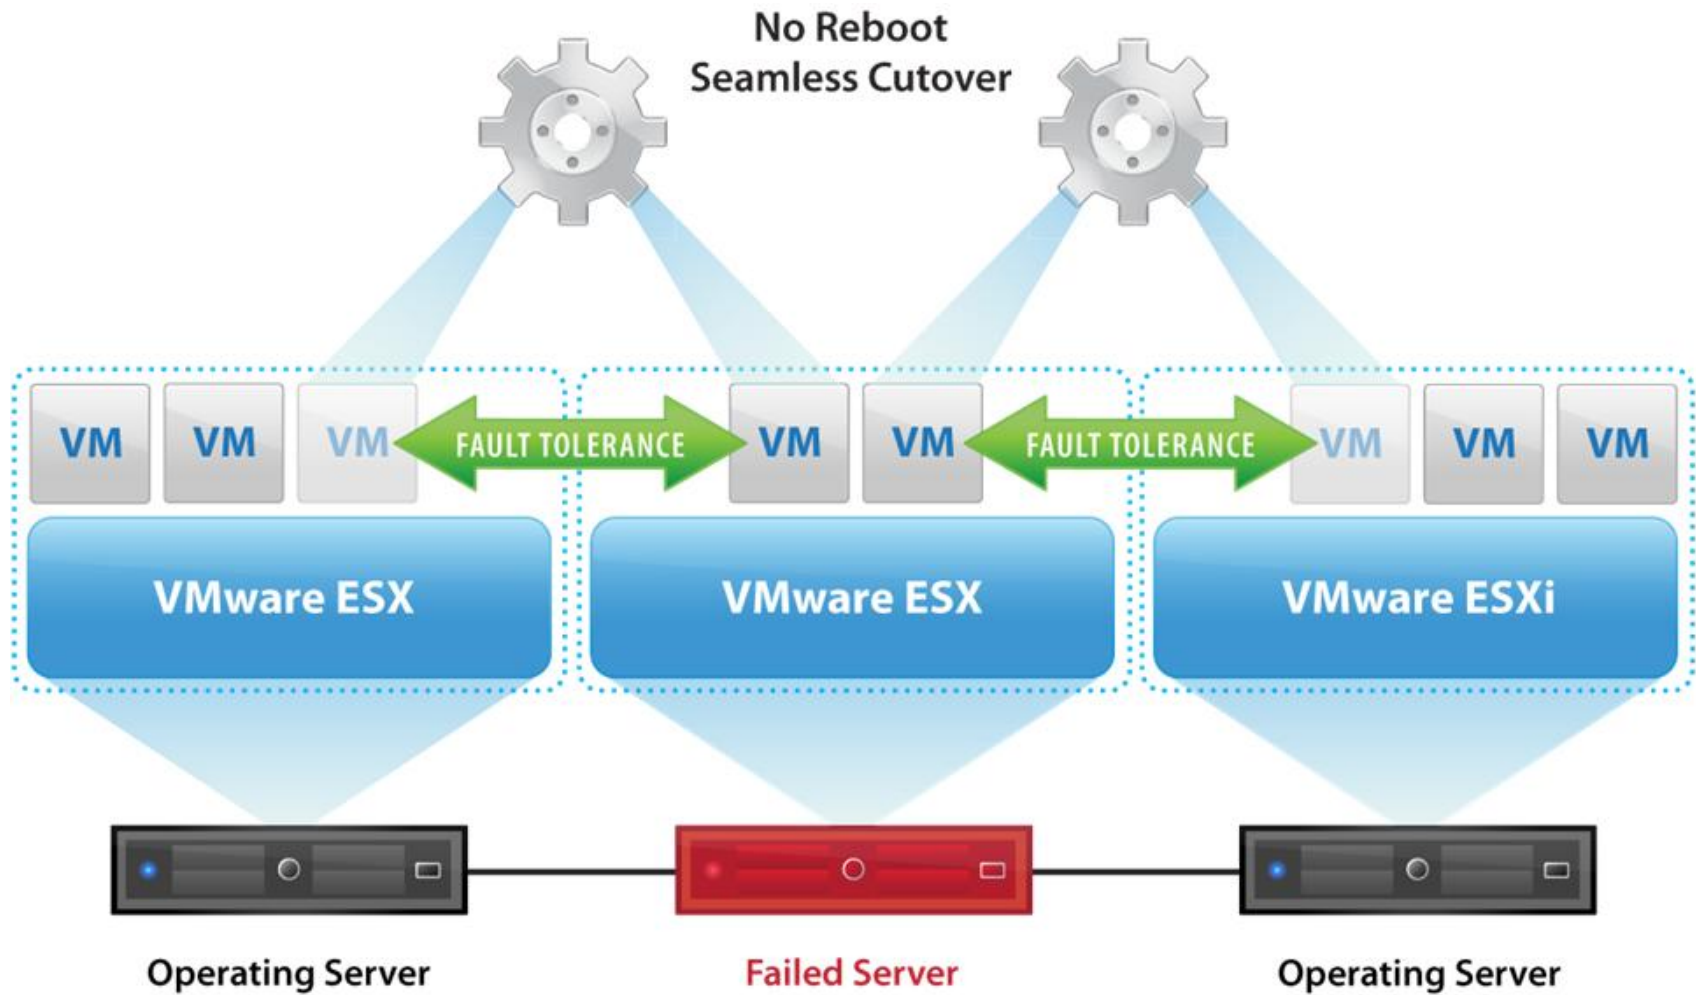 No Reboot
Seamless Cutover
VM VM VM FAULT TOLERANCE VM VM FAULT TOLERANCE VM VM VM
VMware ESX VMware ESX VMware ESXi
Operating Server Failed Server Operating Server